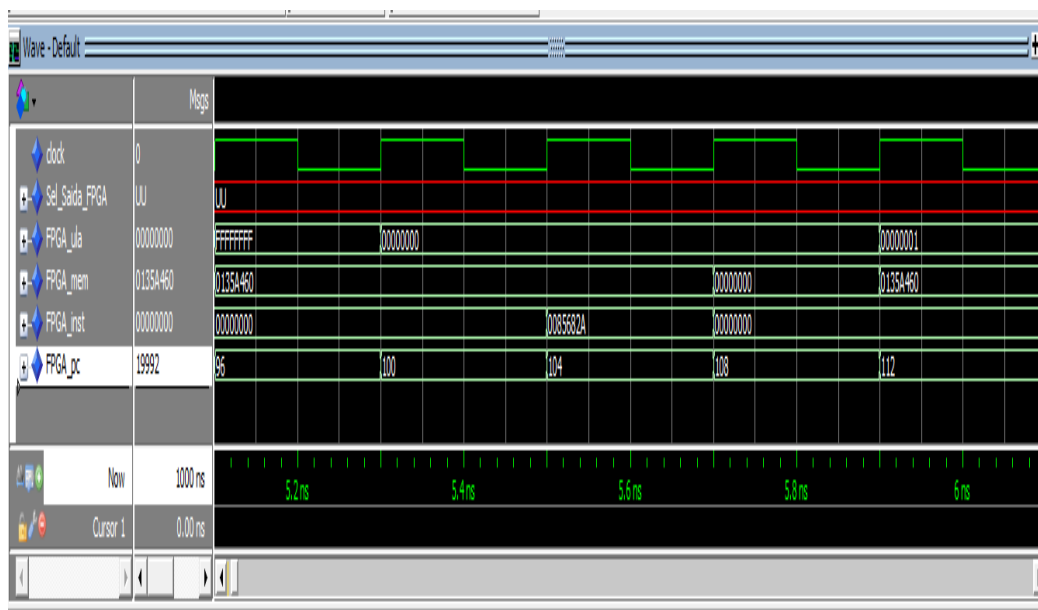 Wave - Default
Msgs
clock 0
Sel_Saida_FPGA UU UU
FPGA_ula 00000000 FFFFFFFF 00000000 00000001
FPGA_mem 0135A460 0135A460 00000000 0135A460
FPGA_inst 00000000 00000000 0085682A 00000000
FPGA_pc 19992 96 100 104 108 112
Now 1000 ns 5.2 ns 5.4 ns 5.6 ns 5.8 ns 6 ns
Cursor 1 0.00 ns